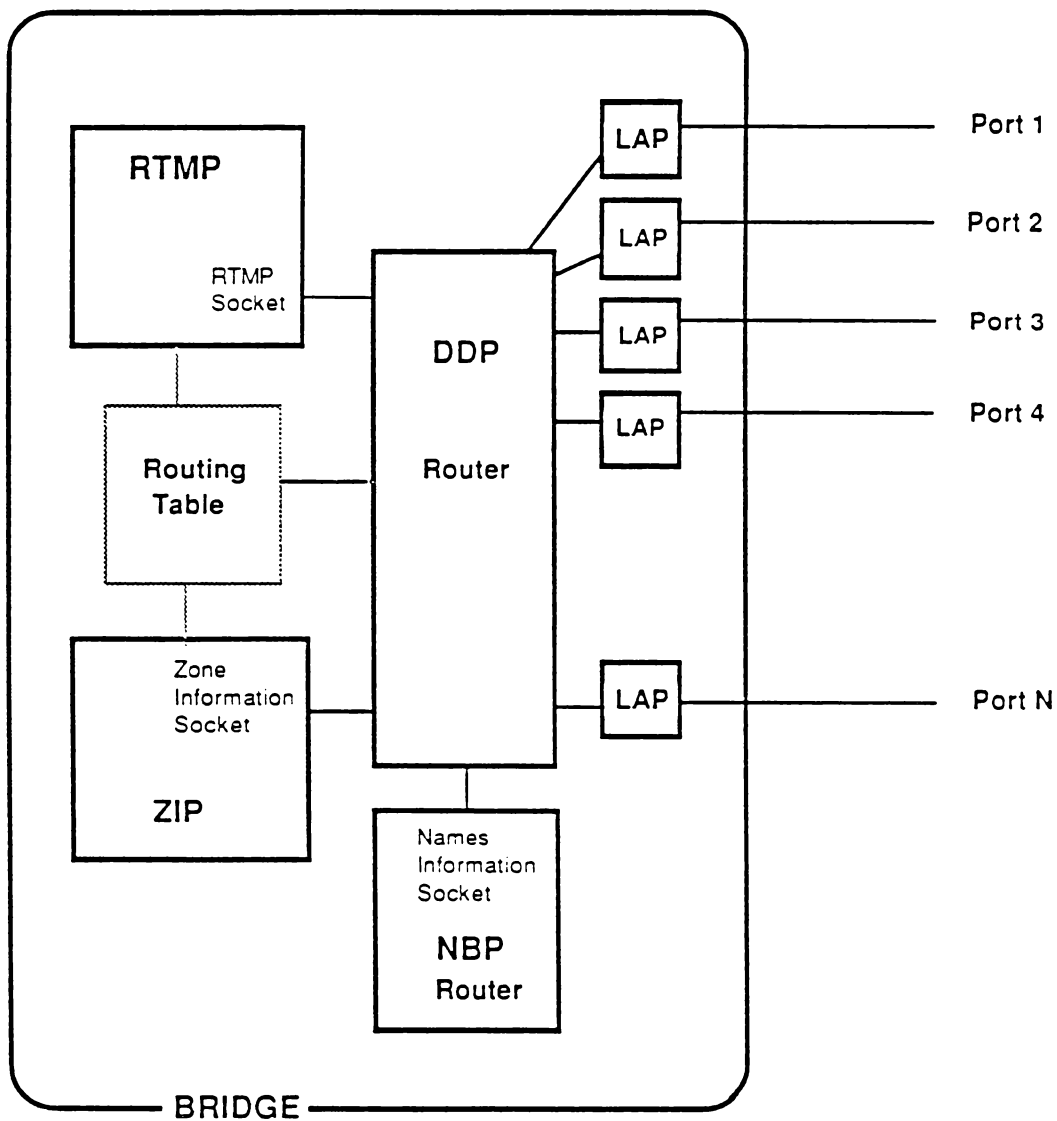 RTMP
RTMP
Socket
Routing
Table
Zone
Information
Socket
ZIP
DDP
Router
Names
Information
Socket
NBP
Router
LAP
Port 1
LAP
Port 2
LAP
Port 3
LAP
Port 4
LAP
Port N
BRIDGE